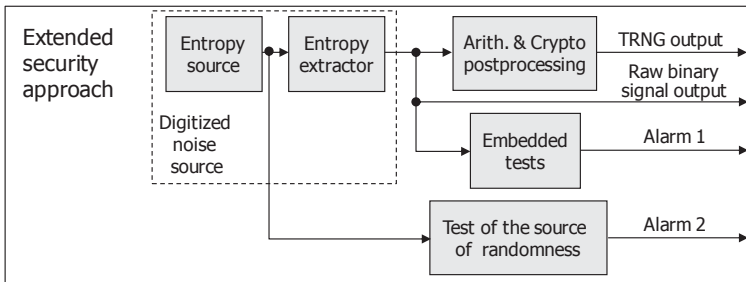 Extended
security
approach
Entropy
source
Entropy
extractor
Digitized
noise
source
Arith. & Crypto
postprocessing
TRNG output
Raw binary
signal output
Embedded
tests
Alarm 1
Test of the source
of randomness
Alarm 2